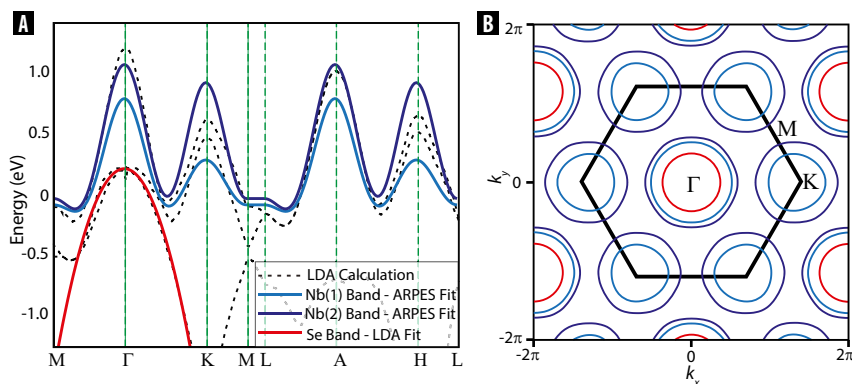 A
1.0
0.5
0
-0.5
-1.0
Energy (eV)
LDA Calculation
Nb(1) Band - ARPES Fit
Nb(2) Band - ARPES Fit
Se Band - LDA Fit
M Γ K M L A H L
B
2π
0
-2π
k_y
M
Γ
K
-2π 0 2π
k_x